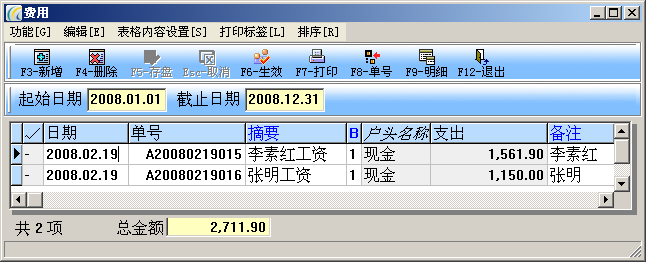 费用
功能[G] 编辑[E] 表格内容设置[S] 打印标签[L] 排序[R]
F3-新增 F4-删除 F5-存盘 Esc-取消 F6-生效 F7-打印 F8-单号 F9-明细 F12-退出
起始日期 2008.01.01 截止日期 2008.12.31
日期 单号 摘要 B 户头名称 支出 备注
- 2008.02.19 A20080219015 李素红工资 1 现金 1,561.90 李素红
- 2008.02.19 A20080219016 张明工资 1 现金 1,150.00 张明
共 2 项 总金额 2,711.90